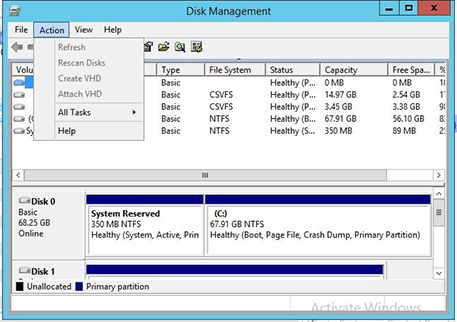 Disk Management
File Action View Help
Refresh
Rescan Disks
Create VHD
Attach VHD
All Tasks
Help
Volu Type File System Status Capacity Free Spa... %
Basic Healthy (P... 0 MB 0 MB
Basic CSVFS Healthy (P... 14.97 GB 2.54 GB
Basic CSVFS Healthy (P... 3.45 GB 3.38 GB
( Basic NTFS Healthy (B... 67.91 GB 56.10 GB
Sy Basic NTFS Healthy (S... 350 MB 89 MB
Disk 0
Basic
68.25 GB
Online
System Reserved
350 MB NTFS
Healthy (System, Active, Prin
(C:)
67.91 GB NTFS
Healthy (Boot, Page File, Crash Dump, Primary Partition)
Disk 1
Unallocated Primary partition
Activate Windows